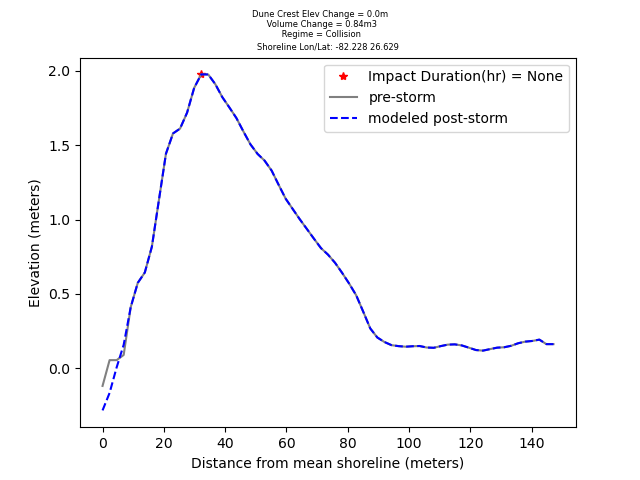 Dune Crest Elev Change = 0.0m
Volume Change = 0.84m3
Regime = Collision
Shoreline Lon/Lat: -82.228 26.629
Impact Duration(hr) = None
pre-storm
modeled post-storm
Elevation (meters)
2.0
1.5
1.0
0.5
0.0
0 20 40 60 80 100 120 140
Distance from mean shoreline (meters)